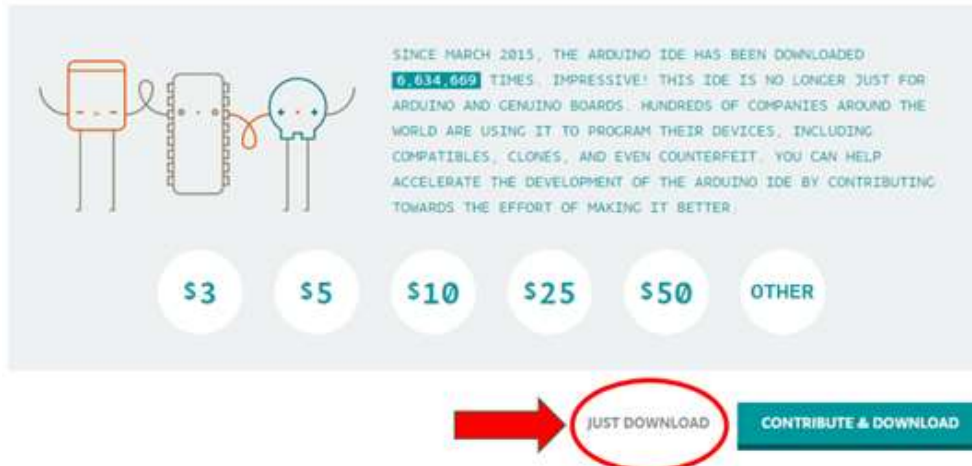 SINCE MARCH 2015, THE ARDUINO IDE HAS BEEN DOWNLOADED
6,634,669 TIMES. IMPRESSIVE! THIS IDE IS NO LONGER JUST FOR
ARDUINO AND GENUINO BOARDS. HUNDREDS OF COMPANIES AROUND THE
WORLD ARE USING IT TO PROGRAM THEIR DEVICES, INCLUDING
COMPATIBLES, CLONES, AND EVEN COUNTERFEIT. YOU CAN HELP
ACCELERATE THE DEVELOPMENT OF THE ARDUINO IDE BY CONTRIBUTING
TOWARDS THE EFFORT OF MAKING IT BETTER.
$3 $5 $10 $25 $50 OTHER
JUST DOWNLOAD CONTRIBUTE & DOWNLOAD